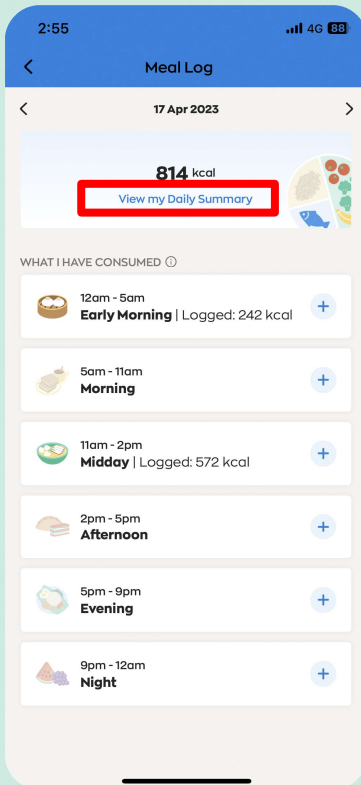 2:55 4G 88
Meal Log
17 Apr 2023
814 kcal
View my Daily Summary
WHAT I HAVE CONSUMED
12am - 5am
Early Morning | Logged: 242 kcal
5am - 11am
Morning
11am - 2pm
Midday | Logged: 572 kcal
2pm - 5pm
Afternoon
5pm - 9pm
Evening
9pm - 12am
Night